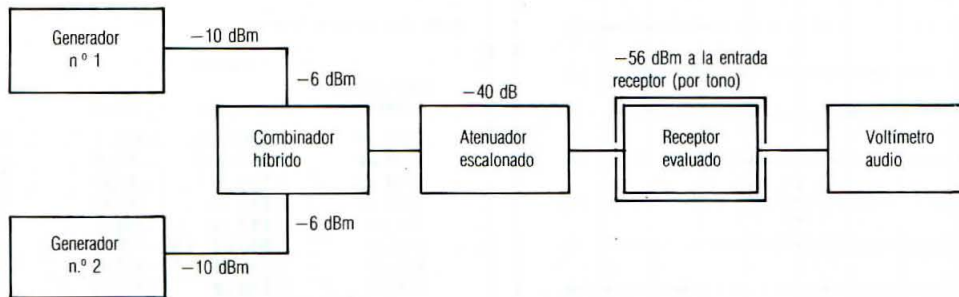 Generador
n º 1
−10 dBm
−6 dBm
Combinador
híbrido
−6 dBm
Generador
n.º 2
−10 dBm
−40 dB
Atenuador
escalonado
−56 dBm a la entrada
receptor (por tono)
Receptor
evaluado
Voltímetro
audio